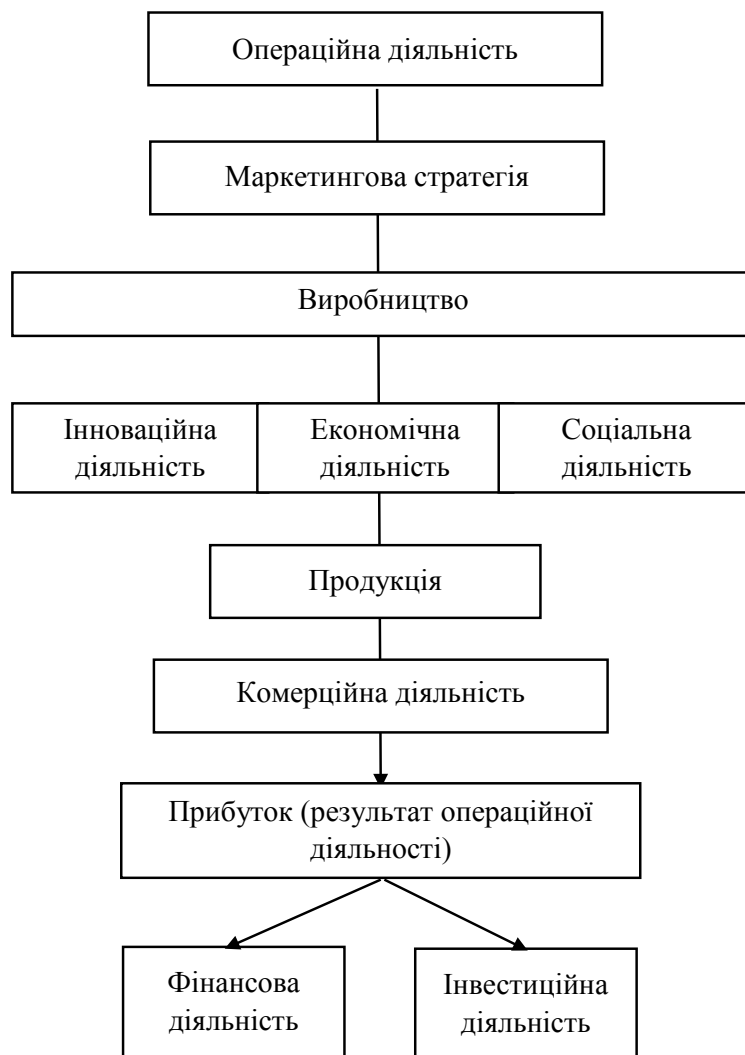 Операційна діяльність
Маркетингова стратегія
Виробництво
Інноваційна
діяльність
Економічна
діяльність
Соціальна
діяльність
Продукція
Комерційна діяльність
Прибуток (результат операційної
діяльності)
Фінансова
діяльність
Інвестиційна
діяльність